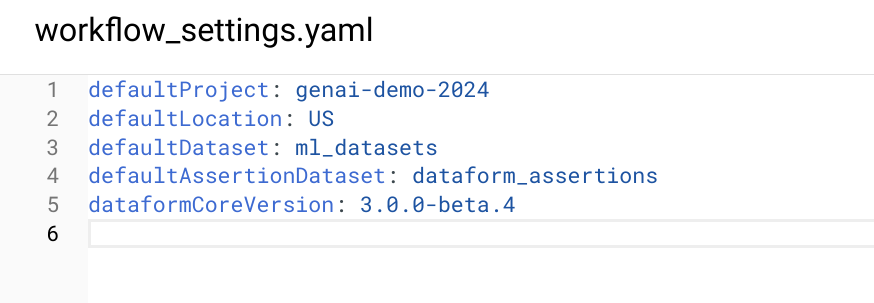 workflow_settings.yaml
1 defaultProject: genai-demo-2024
2 defaultLocation: US
3 defaultDataset: ml_datasets
4 defaultAssertionDataset: dataform_assertions
5 dataformCoreVersion: 3.0.0-beta.4
6